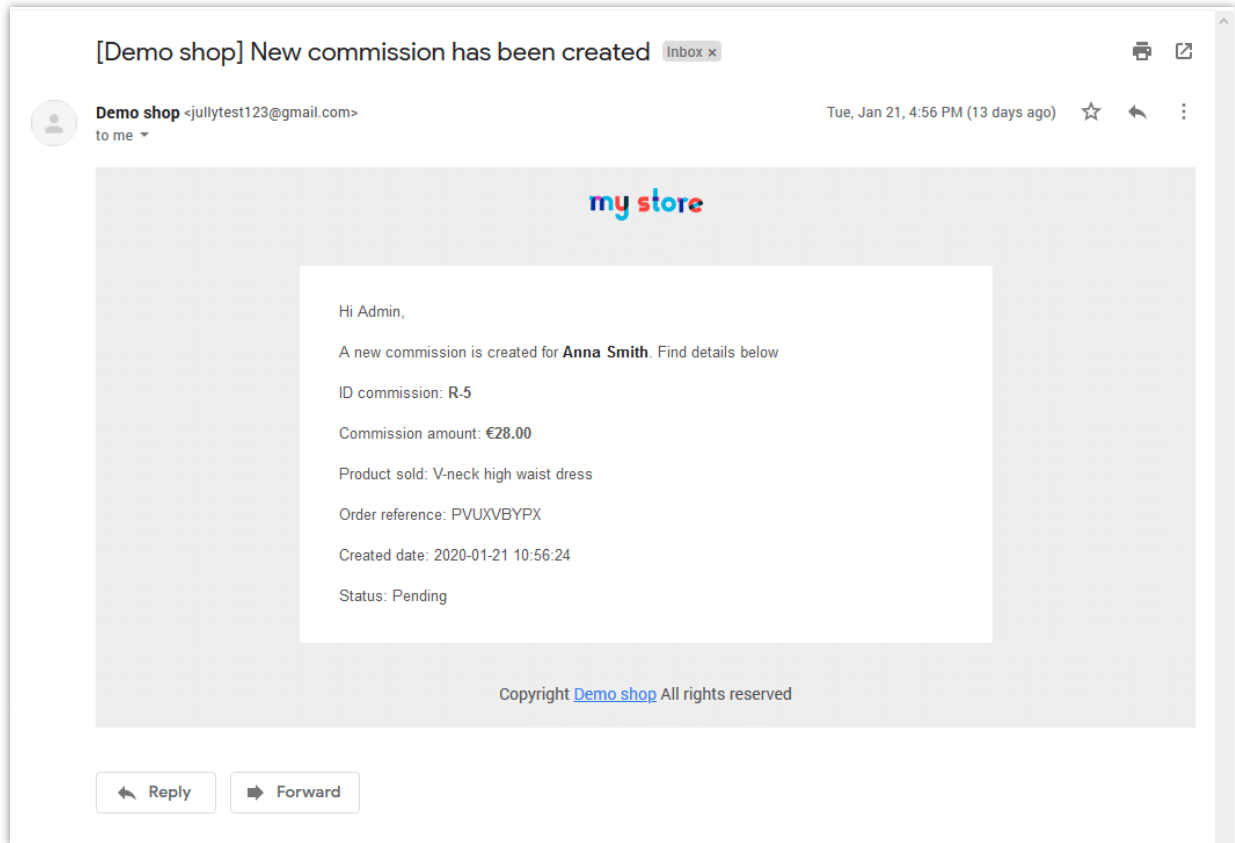 [Demo shop] New commission has been created Inbox ×
Demo shop <jullytest123@gmail.com> Tue, Jan 21, 4:56 PM (13 days ago)
to me
my store
Hi Admin,
A new commission is created for Anna Smith. Find details below
ID commission: R-5
Commission amount: €28.00
Product sold: V-neck high waist dress
Order reference: PVUXVBYPX
Created date: 2020-01-21 10:56:24
Status: Pending
Copyright Demo shop All rights reserved
Reply Forward